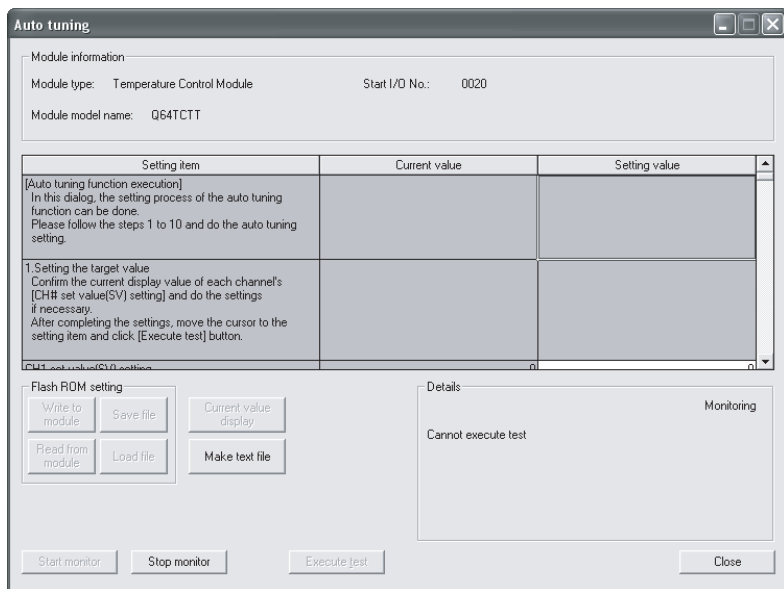 Auto tuning
Module information
Module type: Temperature Control Module Start I/O No.: 0020
Module model name: Q64TCTT
Setting item Current value Setting value
[Auto tuning function execution]
In this dialog, the setting process of the auto tuning
function can be done.
Please follow the steps 1 to 10 and do the auto tuning
setting.
1.Setting the target value
Confirm the current display value of each channel's
[CH# set value(SV) setting] and do the settings
if necessary.
After completing the settings, move the cursor to the
setting item and click [Execute test] button.
CH1 set value(SV) setting 0 0
Flash ROM setting
Write to
module
Save file
Current value
display
Read from
module
Load file
Make text file
Details
Monitoring
Cannot execute test
Start monitor Stop monitor Execute test Close